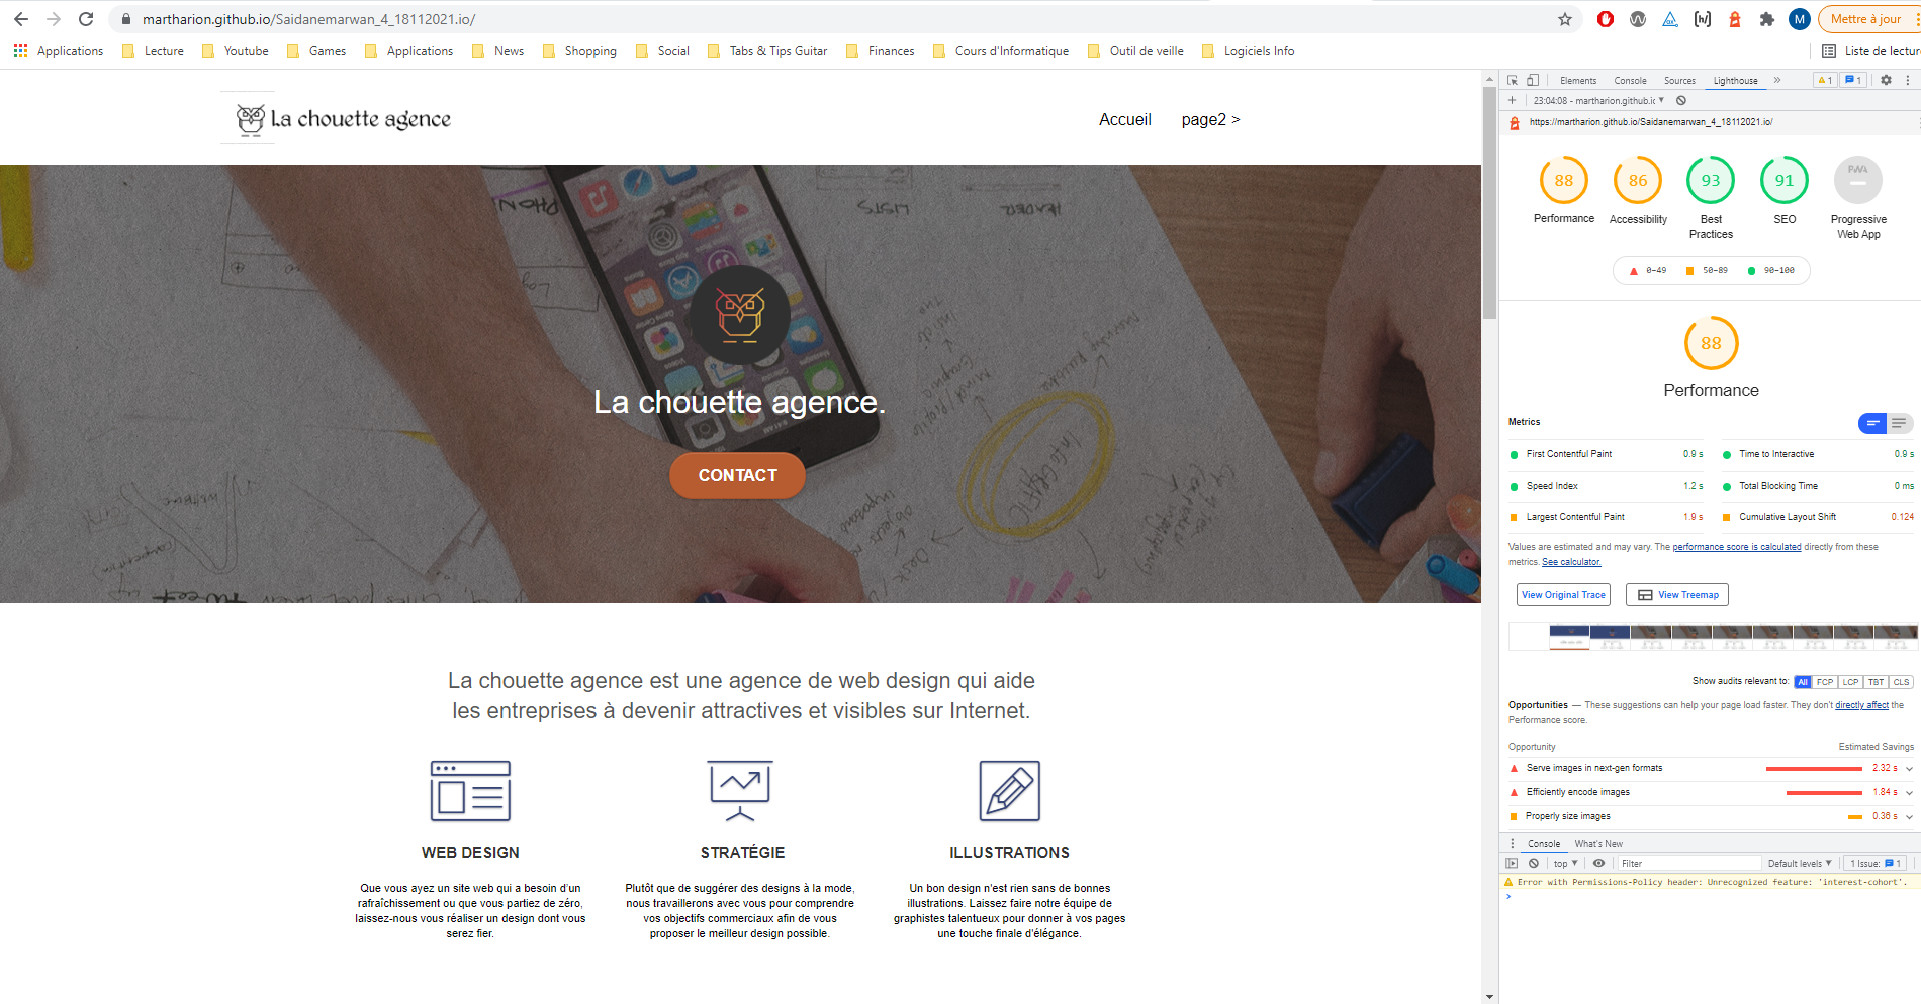 martharion.github.io/Saidanemarwan_4_18112021.io/
M
Mettre à jour
Applications
Lecture
Youtube
Games
Applications
News
Shopping
Social
Tabs & Tips Guitar
Finances
Cours d'Informatique
Outil de veille
Logiciels Info
Liste de lectur
La chouette agence
Accueil
page2 >
HEADER
LISTS
PHON
La chouette agence.
CONTACT
La chouette agence est une agence de web design qui aide
les entreprises à devenir attractives et visibles sur Internet.
WEB DESIGN
Que vous ayez un site web qui a besoin d'un
rafraîchissement ou que vous partiez de zéro,
laissez-nous vous réaliser un design dont vous
serez fier.
STRATÉGIE
Plutôt que de suggérer des designs à la mode,
nous travaillerons avec vous pour comprendre
vos objectifs commerciaux afin de vous
proposer le meilleur design possible.
ILLUSTRATIONS
Un bon design n'est rien sans de bonnes
illustrations. Laissez faire notre équipe de
graphistes talentueux pour donner à vos pages
une touche finale d'élégance.
Elements
Console
Sources
Lighthouse
1
1
23:04:08 - martharion.github.ic
https://martharion.github.io/Saidanemarwan_4_18112021.io/
88
Performance
86
Accessibility
93
Best
Practices
91
SEO
PWA
Progressive
Web App
0–49
50–89
90–100
88
Performance
Metrics
First Contentful Paint 0.9 s
Time to Interactive 0.9 s
Speed Index 1.2 s
Total Blocking Time 0 ms
Largest Contentful Paint 1.9 s
Cumulative Layout Shift 0.124
Values are estimated and may vary. The performance score is calculated directly from these
metrics. See calculator.
View Original Trace
View Treemap
Show audits relevant to: All FCP LCP TBT CLS
Opportunities — These suggestions can help your page load faster. They don't directly affect the
Performance score.
Opportunity Estimated Savings
Serve images in next-gen formats 2.32 s
Efficiently encode images 1.84 s
Properly size images 0.36 s
Console
What's New
top
Filter
Default levels
1 Issue: 1
Error with Permissions-Policy header: Unrecognized feature: 'interest-cohort'.